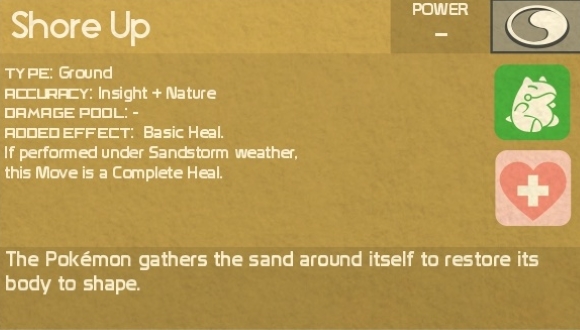 Shore Up
POWER
–
TYPE: Ground
ACCURACY: Insight + Nature
DAMAGE POOL: -
ADDED EFFECT: Basic Heal.
If performed under Sandstorm weather,
this Move is a Complete Heal.
The Pokémon gathers the sand around itself to restore its
body to shape.